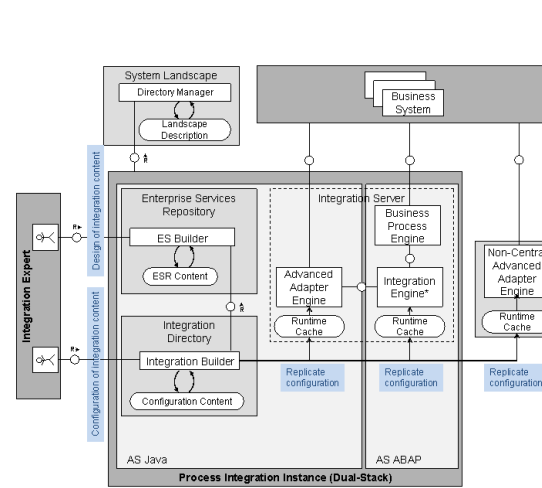 System Landscape
Directory Manager
Landscape
Description
Business
System
R
Design of integration content
Configuration of integration content
Integration Expert
R
R
Enterprise Services
Repository
ES Builder
ESR Content
R
Integration
Directory
Integration Builder
Configuration Content
Integration Server
Business
Process
Engine
Advanced
Adapter
Engine
Integration
Engine*
Runtime
Cache
Runtime
Cache
Non-Centra
Advanced
Adapter
Engine
Runtime
Cache
Replicate
configuration
Replicate
configuration
Replicate
configuration
AS Java
AS ABAP
Process Integration Instance (Dual-Stack)